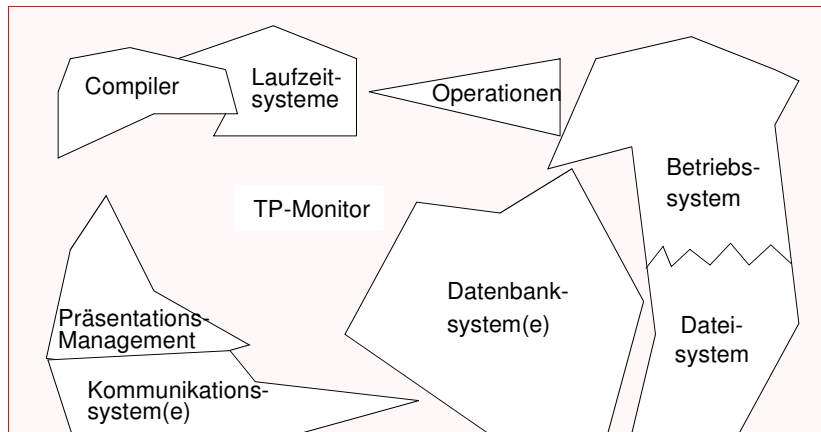 Compiler
Laufzeit-
systeme
Operationen
Betriebs-
system
TP-Monitor
Datenbank-
system(e)
Präsentations-
Management
Datei-
system
Kommunikations-
system(e)